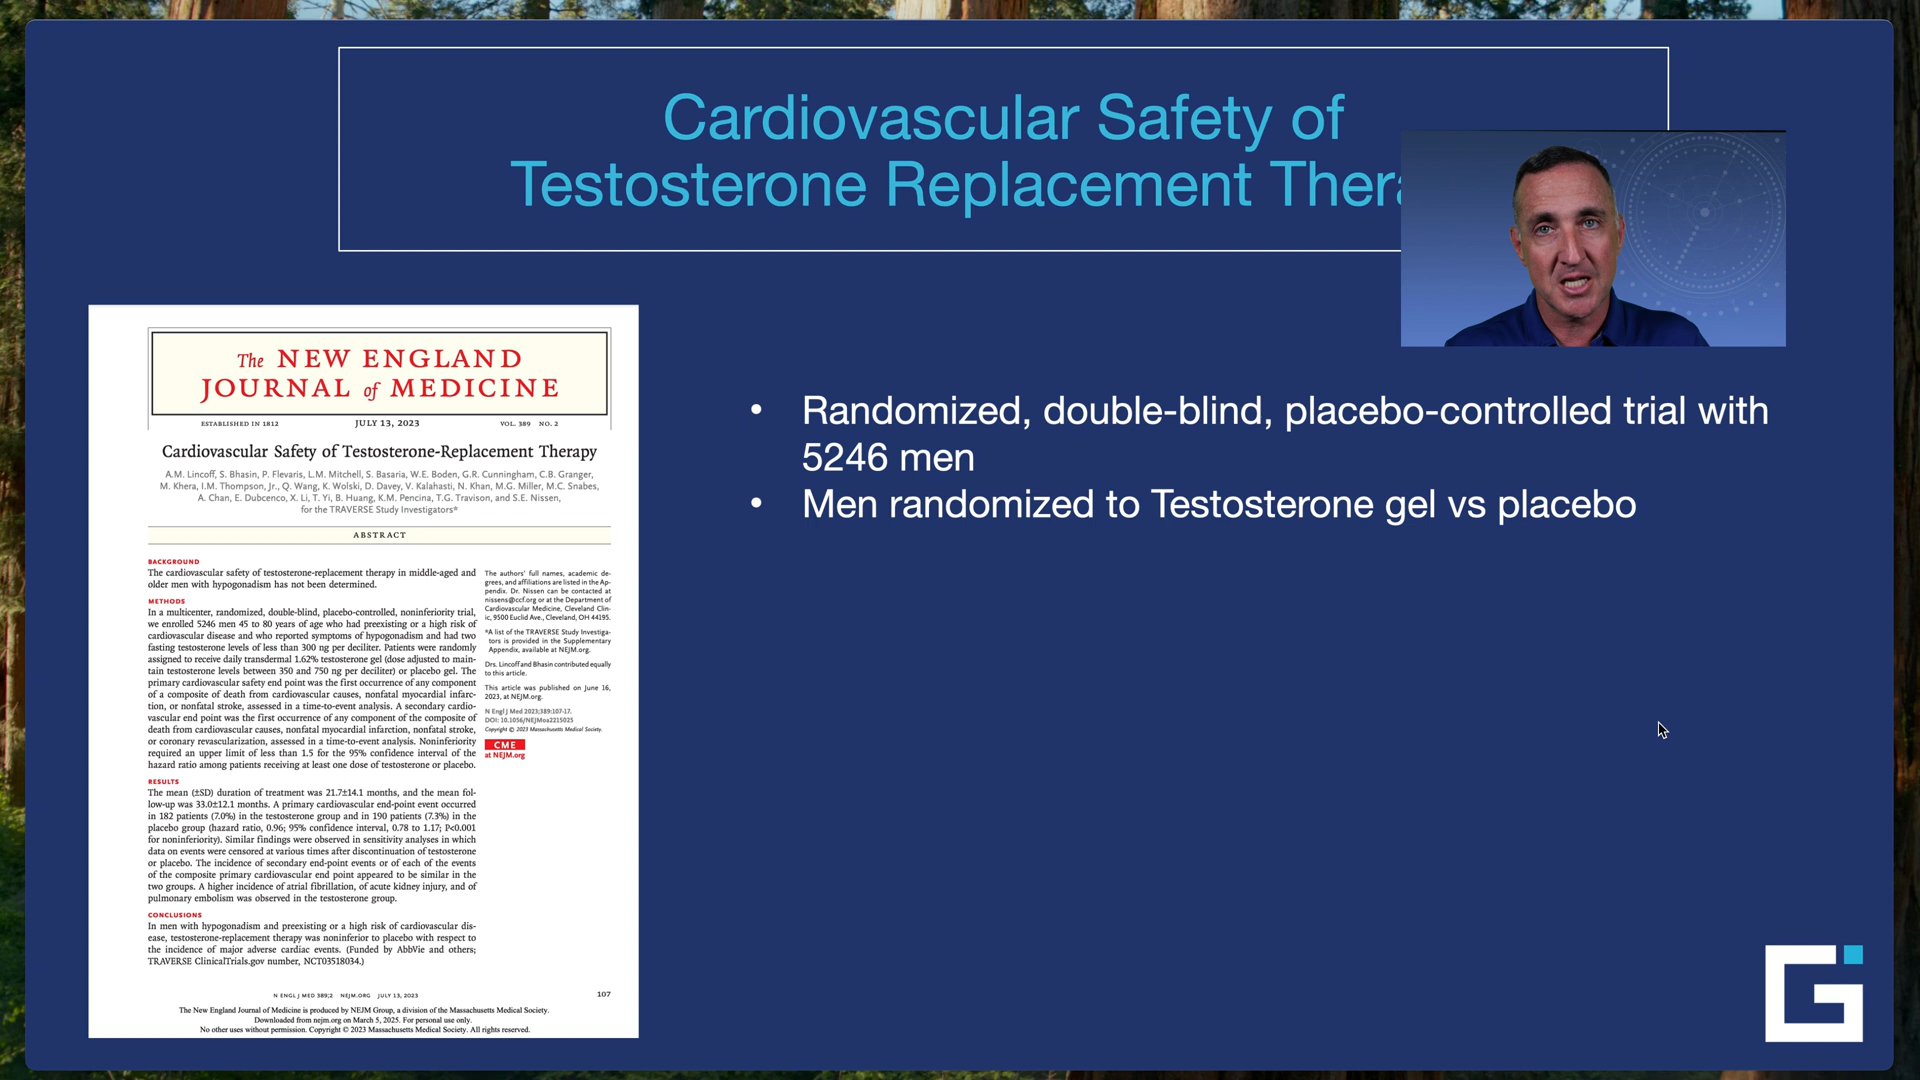 Cardiovascular Safety of
Testosterone Replacement Thera
The NEW ENGLAND
JOURNAL of MEDICINE
ESTABLISHED IN 1812 JULY 13, 2023 VOL. 389 NO. 2
Cardiovascular Safety of Testosterone-Replacement Therapy
A.M. Lincoff, S. Bhasin, P. Flevaris, L.M. Mitchell, S. Basaria, W.E. Boden, G.R. Cunningham, C.B. Granger,
M. Khera, I.M. Thompson, Jr., Q. Wang, K. Wolski, D. Davey, V. Kalahasti, N. Khan, M.G. Miller, M.C. Snabes,
A. Chan, E. Dubcenco, X. Li, T. Yi, B. Huang, K.M. Pencina, T.G. Travison, and S.E. Nissen,
for the TRAVERSE Study Investigators*
ABSTRACT
BACKGROUND
The cardiovascular safety of testosterone-replacement therapy in middle-aged and
older men with hypogonadism has not been determined.
METHODS
In a multicenter, randomized, double-blind, placebo-controlled, noninferiority trial,
we enrolled 5246 men 45 to 80 years of age who had preexisting or a high risk of
cardiovascular disease and who reported symptoms of hypogonadism and had two
fasting testosterone levels of less than 300 ng per deciliter. Patients were randomly
assigned to receive daily transdermal 1.62% testosterone gel (dose adjusted to main-
tain testosterone levels between 350 and 750 ng per deciliter) or placebo gel. The
primary cardiovascular safety end point was the first occurrence of any component
of a composite of death from cardiovascular causes, nonfatal myocardial infarc-
tion, or nonfatal stroke, assessed in a time-to-event analysis. A secondary cardio-
vascular end point was the first occurrence of any component of the composite of
death from cardiovascular causes, nonfatal myocardial infarction, nonfatal stroke,
or coronary revascularization, assessed in a time-to-event analysis. Noninferiority
required an upper limit of less than 1.5 for the 95% confidence interval of the
hazard ratio among patients receiving at least one dose of testosterone or placebo.
RESULTS
The mean (±SD) duration of treatment was 21.7±14.1 months, and the mean fol-
low-up was 33.0±12.1 months. A primary cardiovascular end-point event occurred
in 182 patients (7.0%) in the testosterone group and in 190 patients (7.3%) in the
placebo group (hazard ratio, 0.96; 95% confidence interval, 0.78 to 1.17; P<0.001
for noninferiority). Similar findings were observed in sensitivity analyses in which
data on events were censored at various times after discontinuation of testosterone
or placebo. The incidence of secondary end-point events or of each of the events
of the composite primary cardiovascular end point appeared to be similar in the
two groups. A higher incidence of atrial fibrillation, of acute kidney injury, and of
pulmonary embolism was observed in the testosterone group.
CONCLUSIONS
In men with hypogonadism and preexisting or a high risk of cardiovascular dis-
ease, testosterone-replacement therapy was noninferior to placebo with respect to
the incidence of major adverse cardiac events. (Funded by AbbVie and others;
TRAVERSE ClinicalTrials.gov number, NCT03518034.)
The authors' full names, academic de-
grees, and affiliations are listed in the Ap-
pendix. Dr. Nissen can be contacted at
nissens@ccf.org or at the Department of
Cardiovascular Medicine, Cleveland Clin-
ic, 9500 Euclid Ave., Cleveland, OH 44195.
*A list of the TRAVERSE Study Investiga-
tors is provided in the Supplementary
Appendix, available at NEJM.org.
Drs. Lincoff and Bhasin contributed equally
to this article.
This article was published on June 16,
2023, at NEJM.org.
N Engl J Med 2023;389:107-17.
DOI: 10.1056/NEJMoa2215025
Copyright © 2023 Massachusetts Medical Society.
CME
at NEJM.org
N ENGL J MED 389;2 NEJM.ORG JULY 13, 2023 107
The New England Journal of Medicine is produced by NEJM Group, a division of the Massachusetts Medical Society.
Downloaded from nejm.org on March 5, 2025. For personal use only.
No other uses without permission. Copyright © 2023 Massachusetts Medical Society. All rights reserved.
• Randomized, double-blind, placebo-controlled trial with
5246 men
• Men randomized to Testosterone gel vs placebo